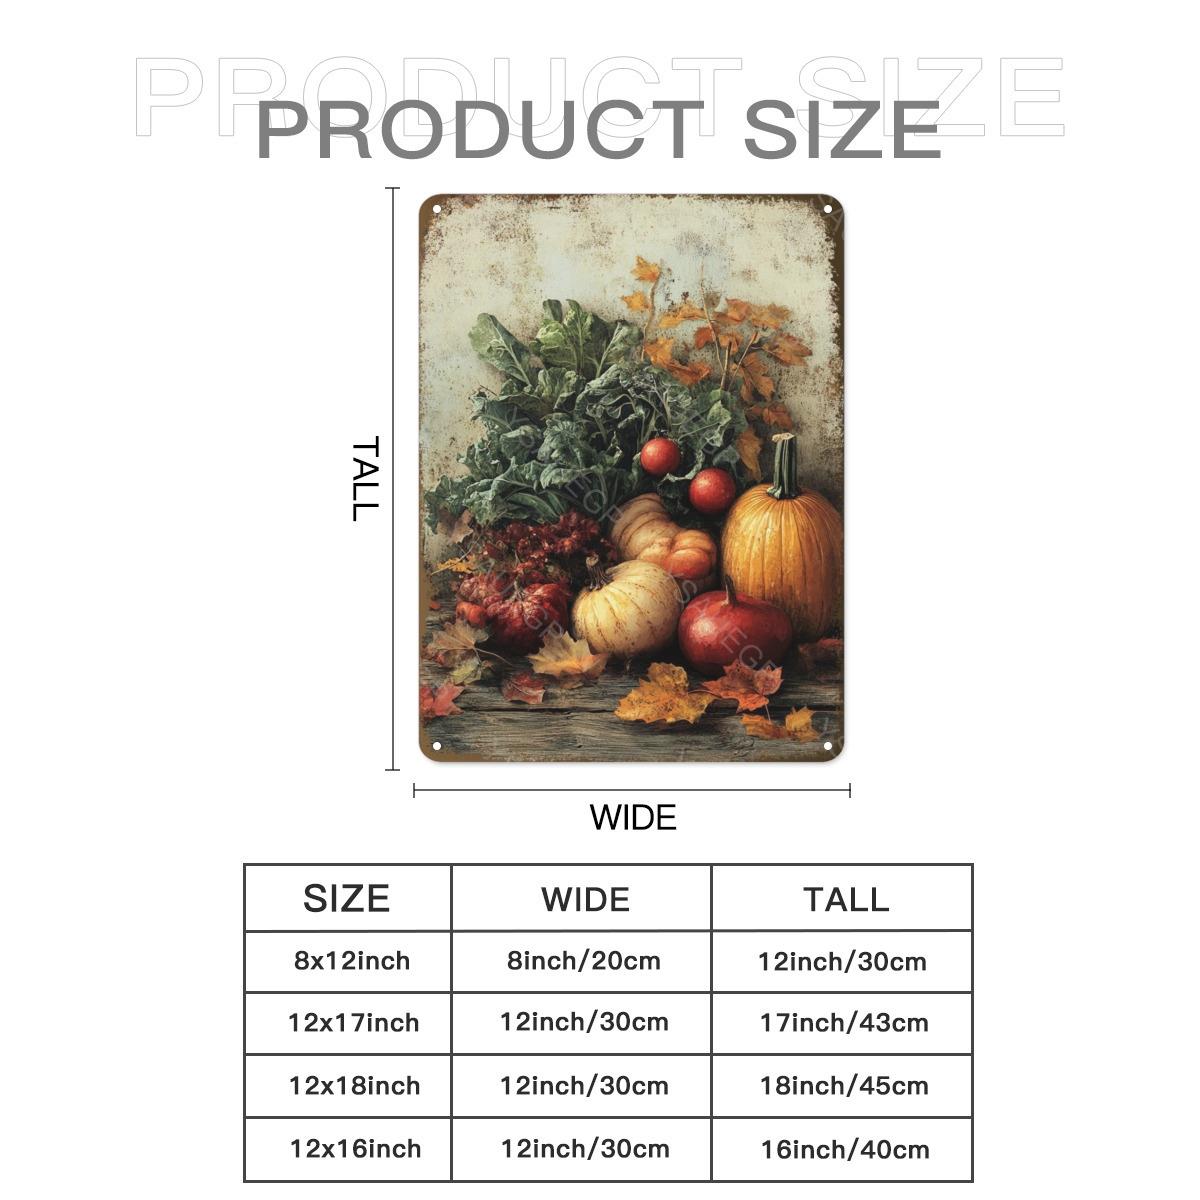 PRODUCT SIZE
PRODUCT SIZE
TALL
WIDE
SIZE WIDE TALL
8x12inch 8inch/20cm 12inch/30cm
12x17inch 12inch/30cm 17inch/43cm
12x18inch 12inch/30cm 18inch/45cm
12x16inch 12inch/30cm 16inch/40cm